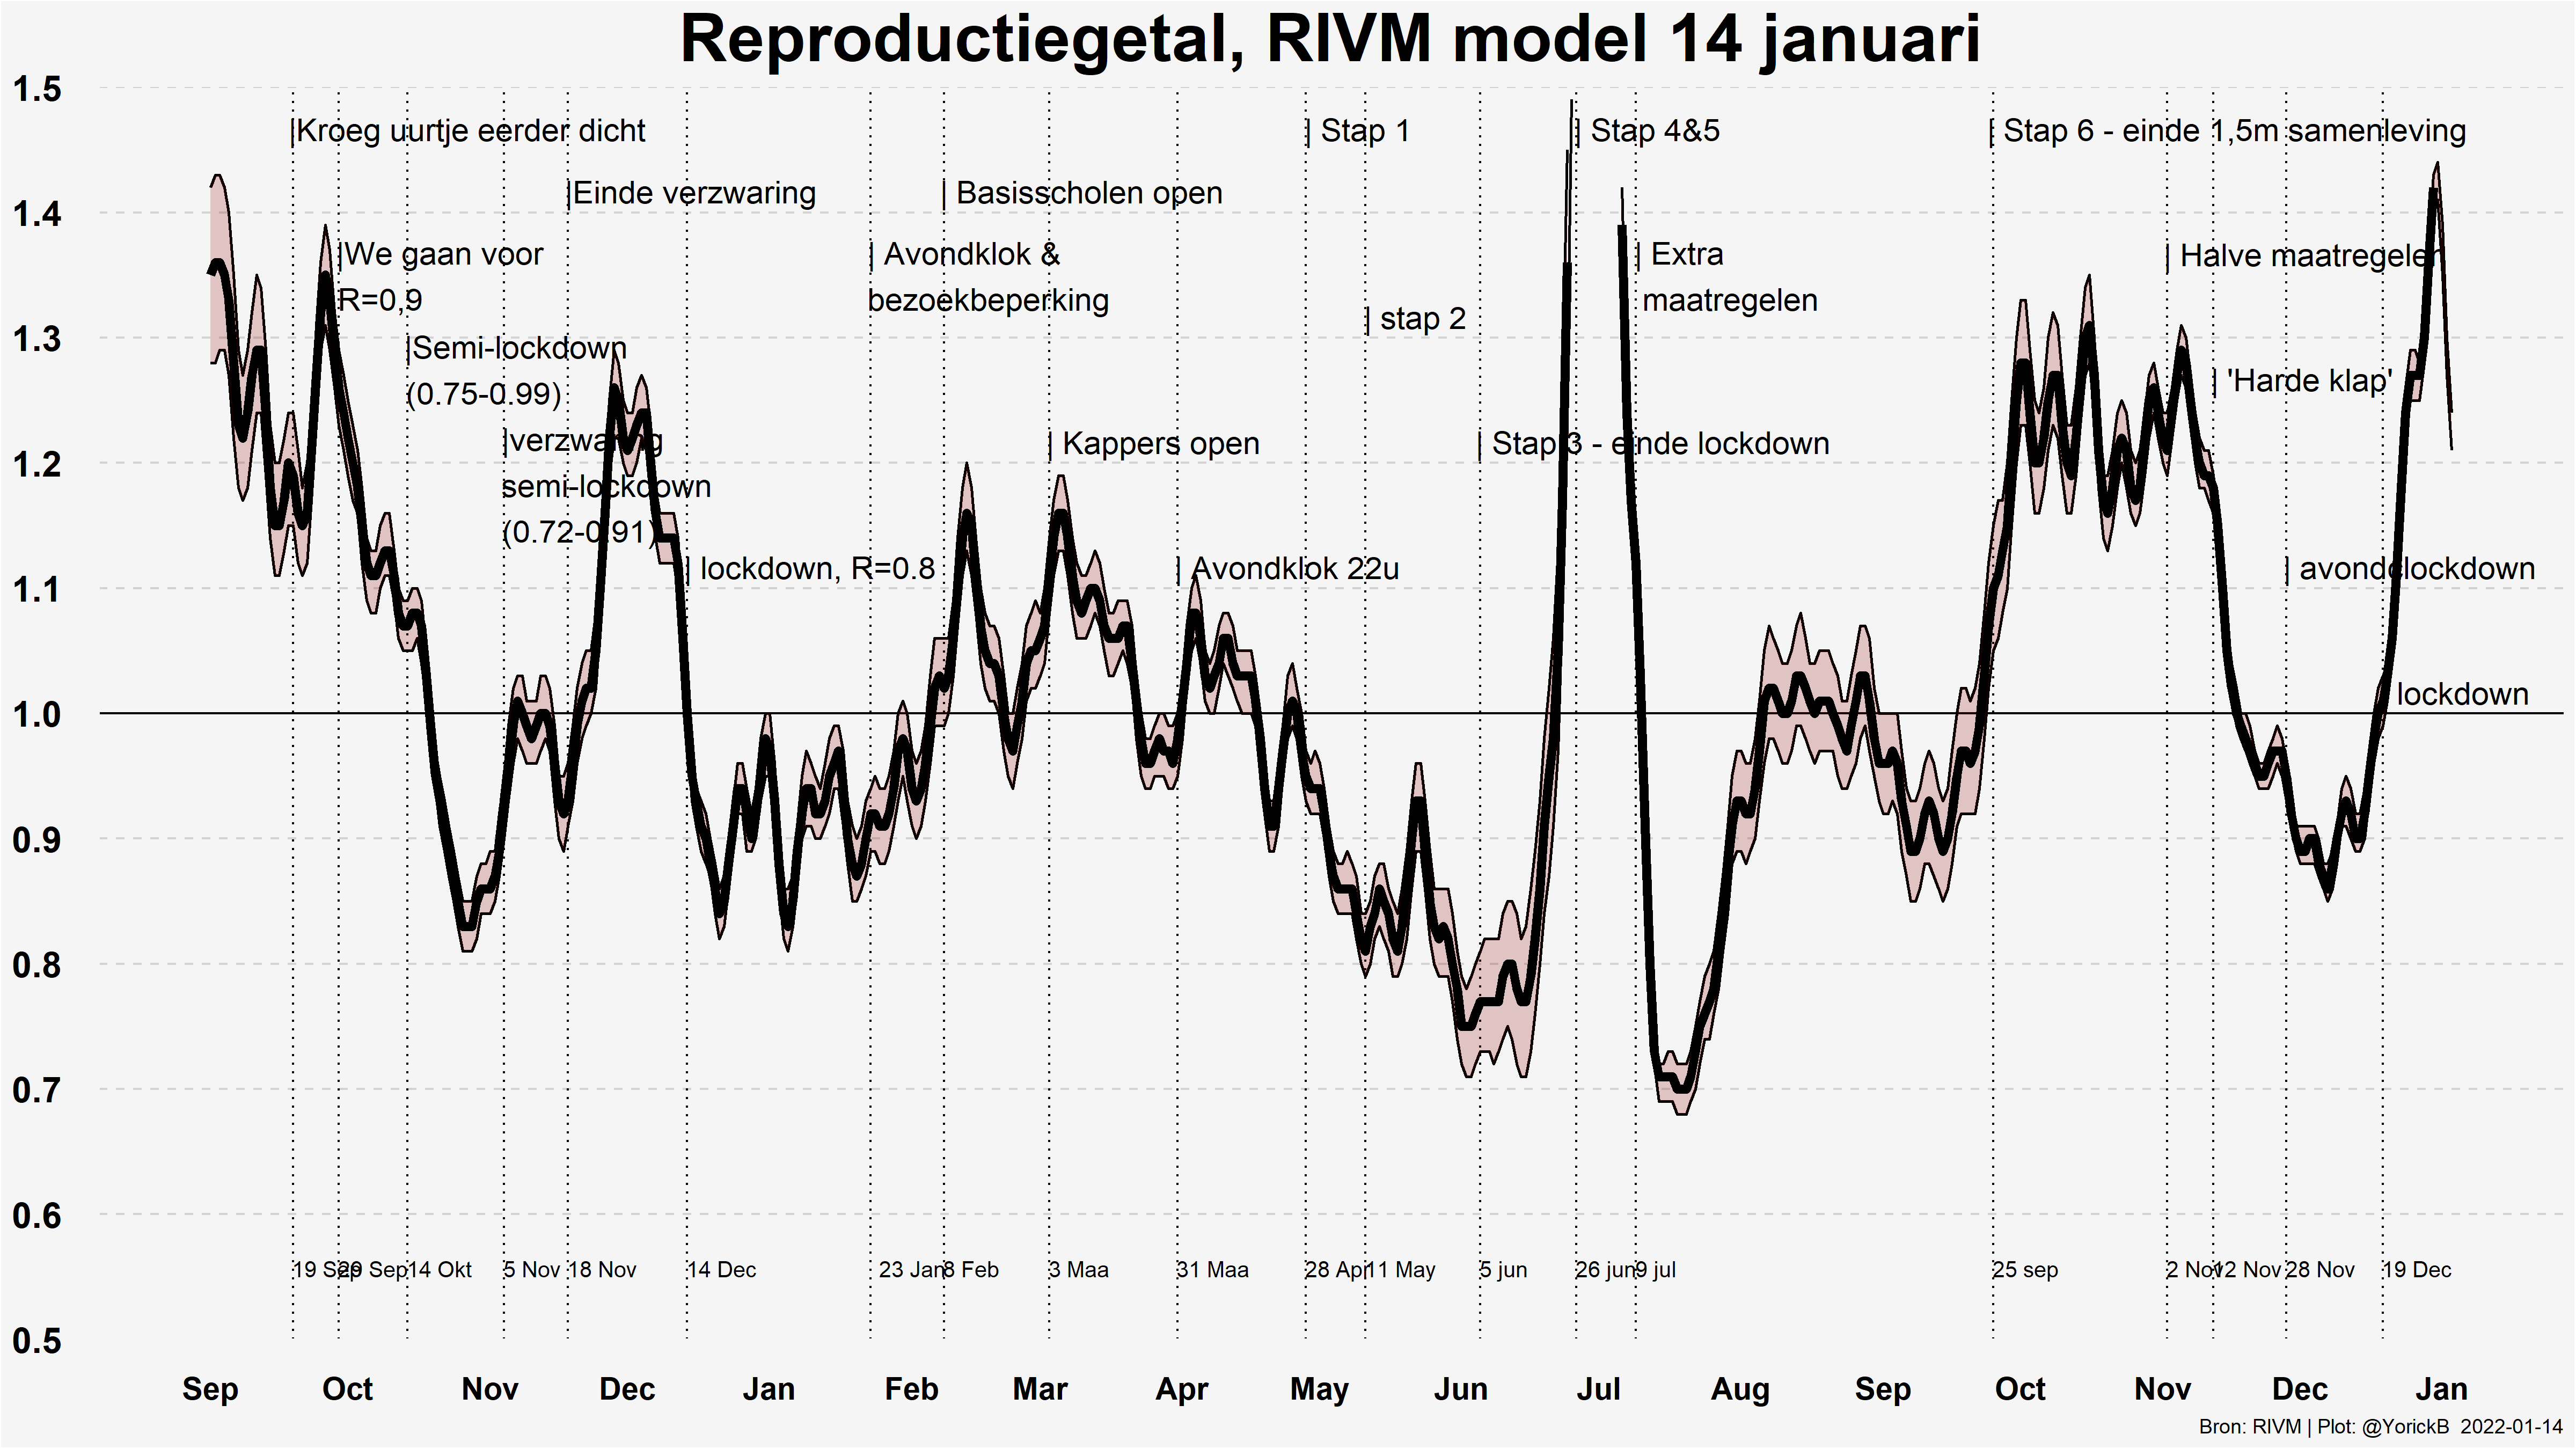 Reproductiegetal, RIVM model 14 januari
1.5
1.4
1.3
1.2
1.1
1.0
0.9
0.8
0.7
0.6
0.5
|Kroeg uurtje eerder dicht
| Stap 1
| Stap 4&5
| Stap 6 - einde 1,5m samenleving
|Einde verzwaring
| Basisscholen open
|We gaan voor
R=0,9
| Avondklok &
bezoekbeperking
| Extra
maatregelen
| Halve maatregelen
| stap 2
|Semi-lockdown
(0.75-0.99)
| 'Harde klap'
|verzwaring
semi-lockdown
(0.72-0.91)
| Kappers open
| Stap 3 - einde lockdown
| lockdown, R=0.8
| Avondklok 22u
| avondclockdown
lockdown
19 Sep
29 Sep
14 Okt
5 Nov
18 Nov
14 Dec
23 Jan
8 Feb
3 Maa
31 Maa
28 Apr
11 May
5 jun
26 jun
9 jul
25 sep
2 Nov
12 Nov
28 Nov
19 Dec
Sep Oct Nov Dec Jan Feb Mar Apr May Jun Jul Aug Sep Oct Nov Dec Jan
Bron: RIVM | Plot: @YorickB 2022-01-14